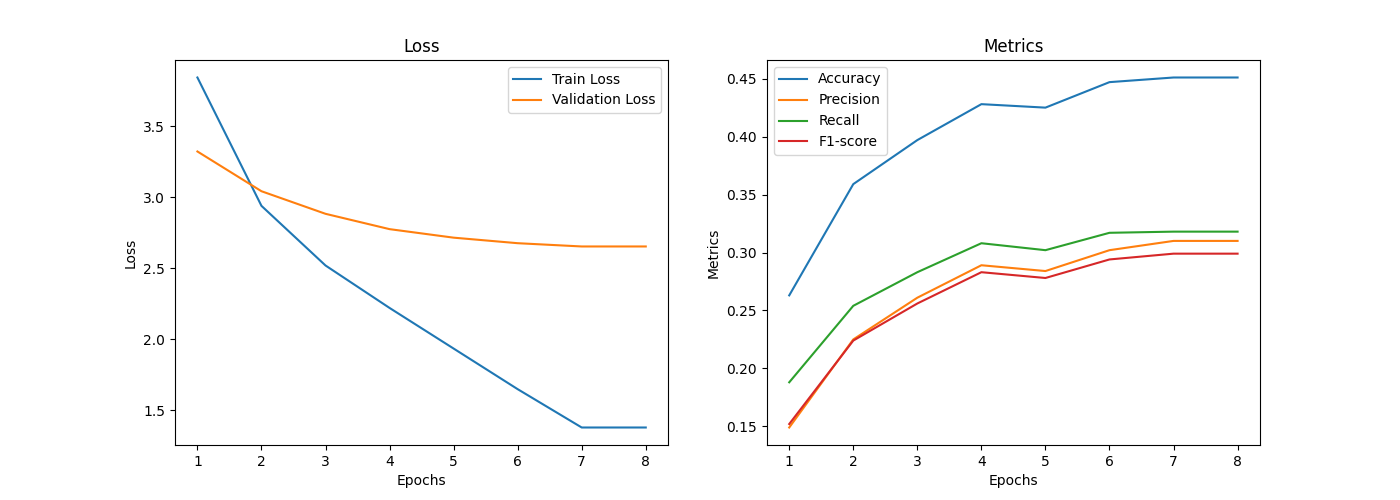 Loss
Train Loss
Validation Loss
3.5
3.0
2.5
2.0
1.5
Loss
1 2 3 4 5 6 7 8
Epochs
Metrics
Accuracy
Precision
Recall
F1-score
0.45
0.40
0.35
0.30
0.25
0.20
0.15
Metrics
1 2 3 4 5 6 7 8
Epochs